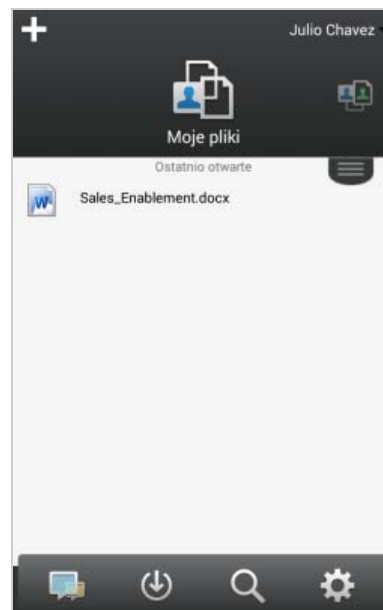 Julio Chavez
Moje pliki
Ostatnio otwarte
Sales_Enablement.docx